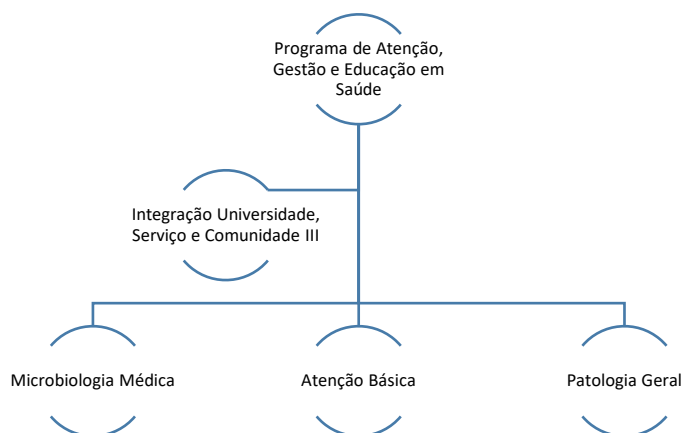 Programa de Atenção,
Gestão e Educação em
Saúde
Integração Universidade,
Serviço e Comunidade III
Microbiologia Médica
Atenção Básica
Patologia Geral